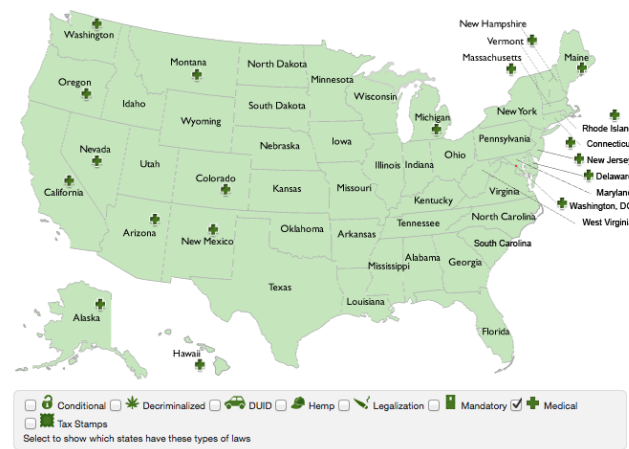 New Hampshire
Vermont
Washington
Massachusetts
Maine
Montana
North Dakota
Minnesota
Oregon
Wisconsin
South Dakota
Idaho
Michigan
New York
Wyoming
Rhode Islan
Iowa
Pennsylvania
Connecticu
Nebraska
Nevada
Ohio
New Jersey
Utah
Illinois
Indiana
Colorado
Delaware
California
Kansas
Missouri
Virginia
Maryland
Kentucky
Washington, DC
North Carolina
West Virgini
Tennessee
Oklahoma
Arizona
New Mexico
Arkansas
South Carolina
Alabama
Georgia
Mississippi
Texas
Louisiana
Alaska
Florida
Hawaii
Conditional Decriminalized DUID Hemp Legalization Mandatory Medical
Tax Stamps
Select to show which states have these types of laws